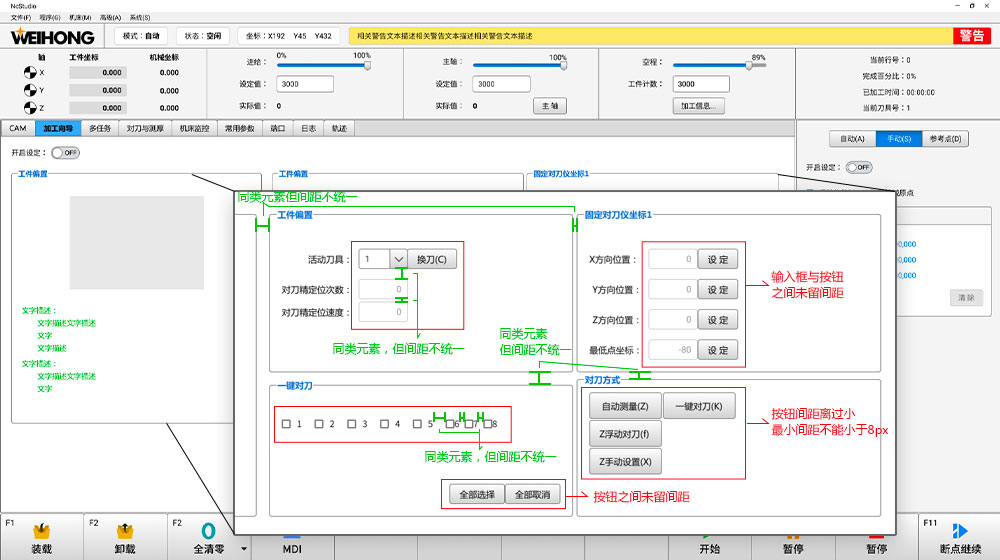 NcStudio
文件(F) 程序(G) 机床(M) 高级(A) 系统(S)
WEIHONG
模式：自动 状态：空闲 坐标：X192 Y45 Y432
相关警告文本描述相关警告文本描述相关警告文本描述
警告
轴 工件坐标 机械坐标
X 0.000 0.000
Y 0.000 0.000
Z 0.000 0.000
进给： 0% 100%
设定值： 3000
实际值： 0
主轴： 100%
设定值： 3000
实际值： 0 主 轴
空程： 89%
工件计数： 3000
加工信息...
当前行号：0
完成百分比：0%
已加工时间：00:00:00
当前刀具号：1
CAM 加工向导 多任务 对刀与测厚 机床监控 常用参数 端口 日志 轨迹
开启设定： OFF
工件偏置 工件偏置 固定对刀仪坐标1
文字描述：
文字描述文字描述
文字
文字描述
文字描述：
文字描述文字描述
文字
自动(A) 手动(S) 参考点(D)
开启设定： OFF
原点
0,000
0,000
0,000
清 除
同类元素但间距不统一
工件偏置
活动刀具： 1 换刀(C)
对刀精定位次数： 0
对刀精定位速度： 0
同类元素，但间距不统一
固定对刀仪坐标1
X方向位置： 0 设 定
Y方向位置： 0 设 定
Z方向位置： 0 设 定
最低点坐标： -80 设 定
输入框与按钮
之间未留间距
同类元素
但间距不统一
一键对刀
1 2 3 4 5 6 7 8
同类元素，但间距不统一
全部选择 全部取消
按钮之间未留间距
对刀方式
自动测量(Z) 一键对刀(K)
Z浮动对刀(f)
Z手动设置(X)
按钮间距离过小
最小间距不能小于8px
F1 装载
F2 卸载
F2 全清零
MDI
开始
暂停
暂停
F11 断点继续